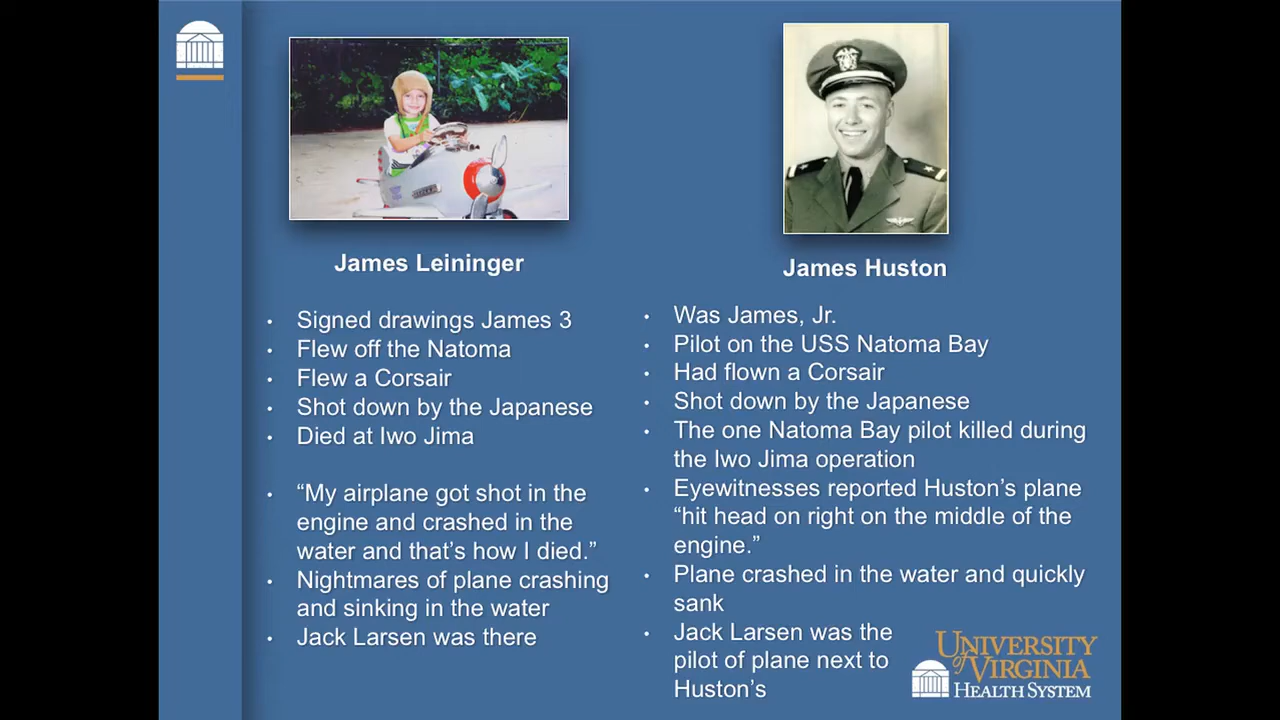 James Leininger
• Signed drawings James 3
• Flew off the Natoma
• Flew a Corsair
• Shot down by the Japanese
• Died at Iwo Jima
• “My airplane got shot in the
engine and crashed in the
water and that’s how I died.”
• Nightmares of plane crashing
and sinking in the water
• Jack Larsen was there
James Huston
• Was James, Jr.
• Pilot on the USS Natoma Bay
• Had flown a Corsair
• Shot down by the Japanese
• The one Natoma Bay pilot killed during
the Iwo Jima operation
• Eyewitnesses reported Huston’s plane
“hit head on right on the middle of the
engine.”
• Plane crashed in the water and quickly
sank
• Jack Larsen was the
pilot of plane next to
Huston’s
UNIVERSITY
of VIRGINIA
HEALTH SYSTEM